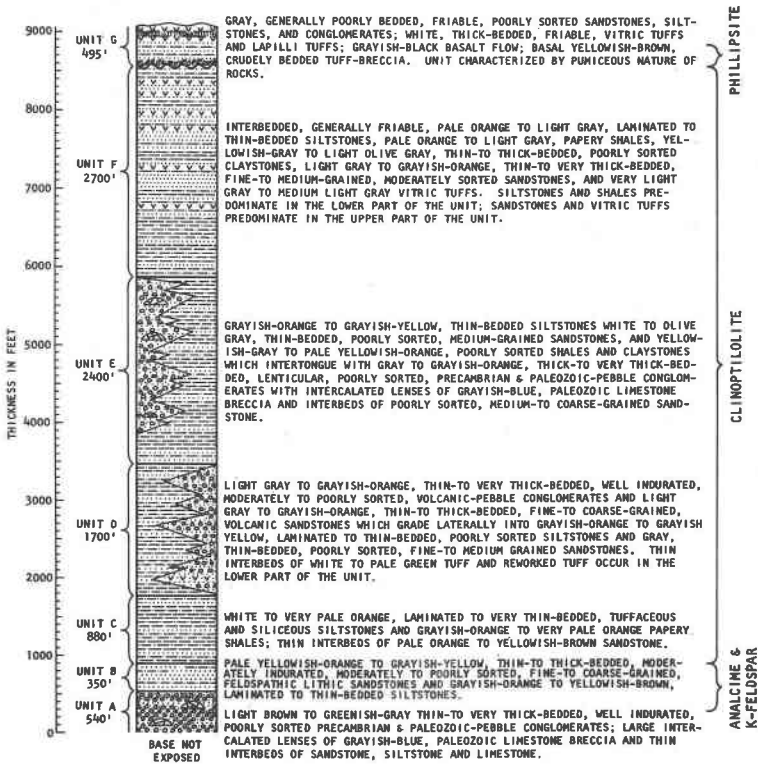 9000
8000
7000
6000
5000
4000
3000
2000
1000
0
THICKNESS IN FEET
UNIT G
495'
GRAY, GENERALLY POORLY BEDDED, FRIABLE, POORLY SORTED SANDSTONES, SILT-
STONES, AND CONGLOMERATES; WHITE, THICK-BEDDED, FRIABLE, VITRIC TUFFS
AND LAPILLI TUFFS; GRAYISH-BLACK BASALT FLOW; BASAL YELLOWISH-BROWN,
CRUDELY BEDDED TUFF-BRECCIA. UNIT CHARACTERIZED BY PUMICEOUS NATURE OF
ROCKS.
UNIT F
2700'
INTERBEDDED, GENERALLY FRIABLE, PALE ORANGE TO LIGHT GRAY, LAMINATED TO
THIN-BEDDED SILTSTONES, PALE ORANGE TO LIGHT GRAY, PAPERY SHALES, YEL-
LOWISH-GRAY TO LIGHT OLIVE GRAY, THIN-TO THICK-BEDDED, POORLY SORTED
CLAYSTONES, LIGHT GRAY TO GRAYISH-ORANGE, THIN-TO VERY THICK-BEDDED,
FINE-TO MEDIUM-GRAINED, MODERATELY SORTED SANDSTONES, AND VERY LIGHT
GRAY TO MEDIUM LIGHT GRAY VITRIC TUFFS. SILTSTONES AND SHALES PRE-
DOMINATE IN THE LOWER PART OF THE UNIT; SANDSTONES AND VITRIC TUFFS
PREDOMINATE IN THE UPPER PART OF THE UNIT.
UNIT E
2400'
GRAYISH-ORANGE TO GRAYISH-YELLOW, THIN-BEDDED SILTSTONES WHITE TO OLIVE
GRAY, THIN-BEDDED, POORLY SORTED, MEDIUM-GRAINED SANDSTONES, AND YELLOW-
ISH-GRAY TO PALE YELLOWISH-ORANGE, POORLY SORTED SHALES AND CLAYSTONES
WHICH INTERTONGUE WITH GRAY TO GRAYISH-ORANGE, THICK-TO VERY THICK-BED-
DED, LENTICULAR, POORLY SORTED, PRECAMBRIAN & PALEOZOIC-PEBBLE CONGLOM-
ERATES WITH INTERCALATED LENSES OF GRAYISH-BLUE, PALEOZOIC LIMESTONE
BRECCIA AND INTERBEDS OF POORLY SORTED, MEDIUM-TO COARSE-GRAINED SAND-
STONE.
UNIT D
1700'
LIGHT GRAY TO GRAYISH-ORANGE, THIN-TO VERY THICK-BEDDED, WELL INDURATED,
MODERATELY TO POORLY SORTED, VOLCANIC-PEBBLE CONGLOMERATES AND LIGHT
GRAY TO GRAYISH-ORANGE, THIN-TO THICK-BEDDED, FINE-TO COARSE-GRAINED,
VOLCANIC SANDSTONES WHICH GRADE LATERALLY INTO GRAYISH-ORANGE TO GRAYISH
YELLOW, LAMINATED TO THIN-BEDDED, POORLY SORTED SILTSTONES AND GRAY,
THIN-BEDDED, POORLY SORTED, FINE-TO MEDIUM GRAINED SANDSTONES. THIN
INTERBEDS OF WHITE TO PALE GREEN TUFF AND REWORKED TUFF OCCUR IN THE
LOWER PART OF THE UNIT.
UNIT C
880'
WHITE TO VERY PALE ORANGE, LAMINATED TO VERY THIN-BEDDED, TUFFACEOUS
AND SILICEOUS SILTSTONES AND GRAYISH-ORANGE TO VERY PALE ORANGE PAPERY
SHALES; THIN INTERBEDS OF PALE ORANGE TO YELLOWISH-BROWN SANDSTONE.
UNIT B
350'
PALE YELLOWISH-ORANGE TO GRAYISH-YELLOW, THIN-TO THICK-BEDDED, MODER-
ATELY INDURATED, MODERATELY TO POORLY SORTED, FINE-TO COARSE-GRAINED,
FELDSPATHIC LITHIC SANDSTONES AND GRAYISH-ORANGE TO YELLOWISH-BROWN,
LAMINATED TO THIN-BEDDED SILTSTONES.
UNIT A
540'
LIGHT BROWN TO GREENISH-GRAY THIN-TO VERY THICK-BEDDED, WELL INDURATED,
POORLY SORTED PRECAMBRIAN & PALEOZOIC-PEBBLE CONGLOMERATES; LARGE INTER-
CALATED LENSES OF GRAYISH-BLUE, PALEOZOIC LIMESTONE BRECCIA AND THIN
INTERBEDS OF SANDSTONE, SILTSTONE AND LIMESTONE.
BASE NOT
EXPOSED
PHILLIPSITE
CLINOPTILOLITE
ANALCIME &
K-FELDSPAR